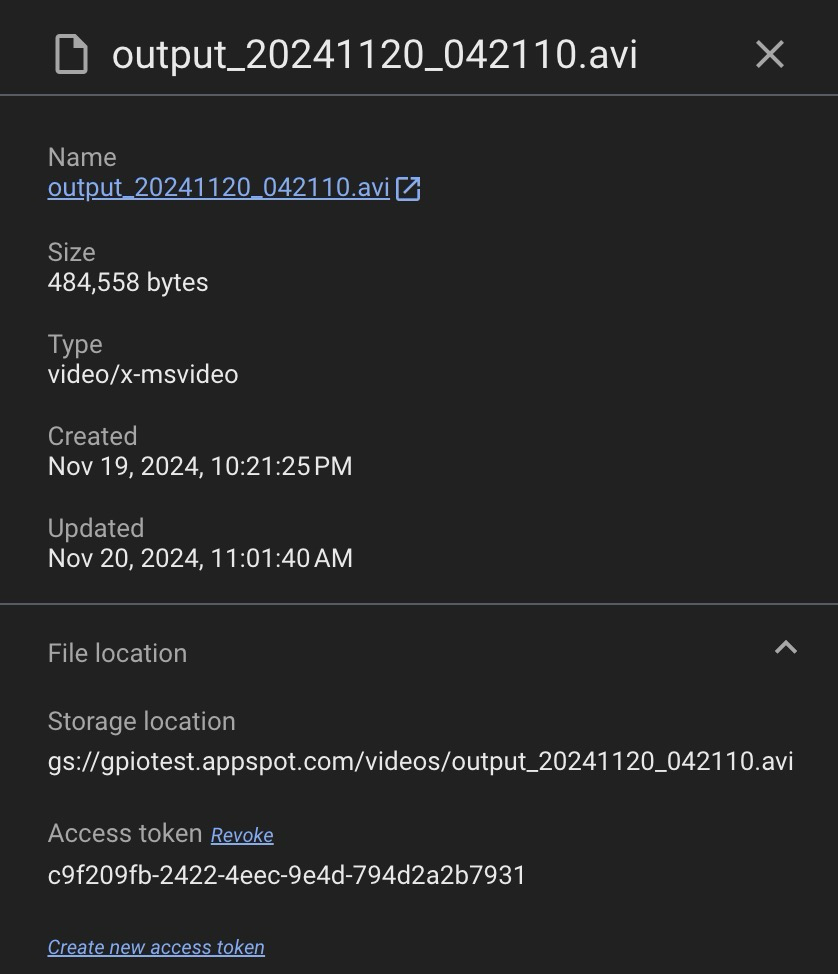 output_20241120_042110.avi
Name
output_20241120_042110.avi
Size
484,558 bytes
Type
video/x-msvideo
Created
Nov 19, 2024, 10:21:25 PM
Updated
Nov 20, 2024, 11:01:40 AM
File location
Storage location
gs://gpiotest.appspot.com/videos/output_20241120_042110.avi
Access token Revoke
c9f209fb-2422-4eec-9e4d-794d2a2b7931
Create new access token